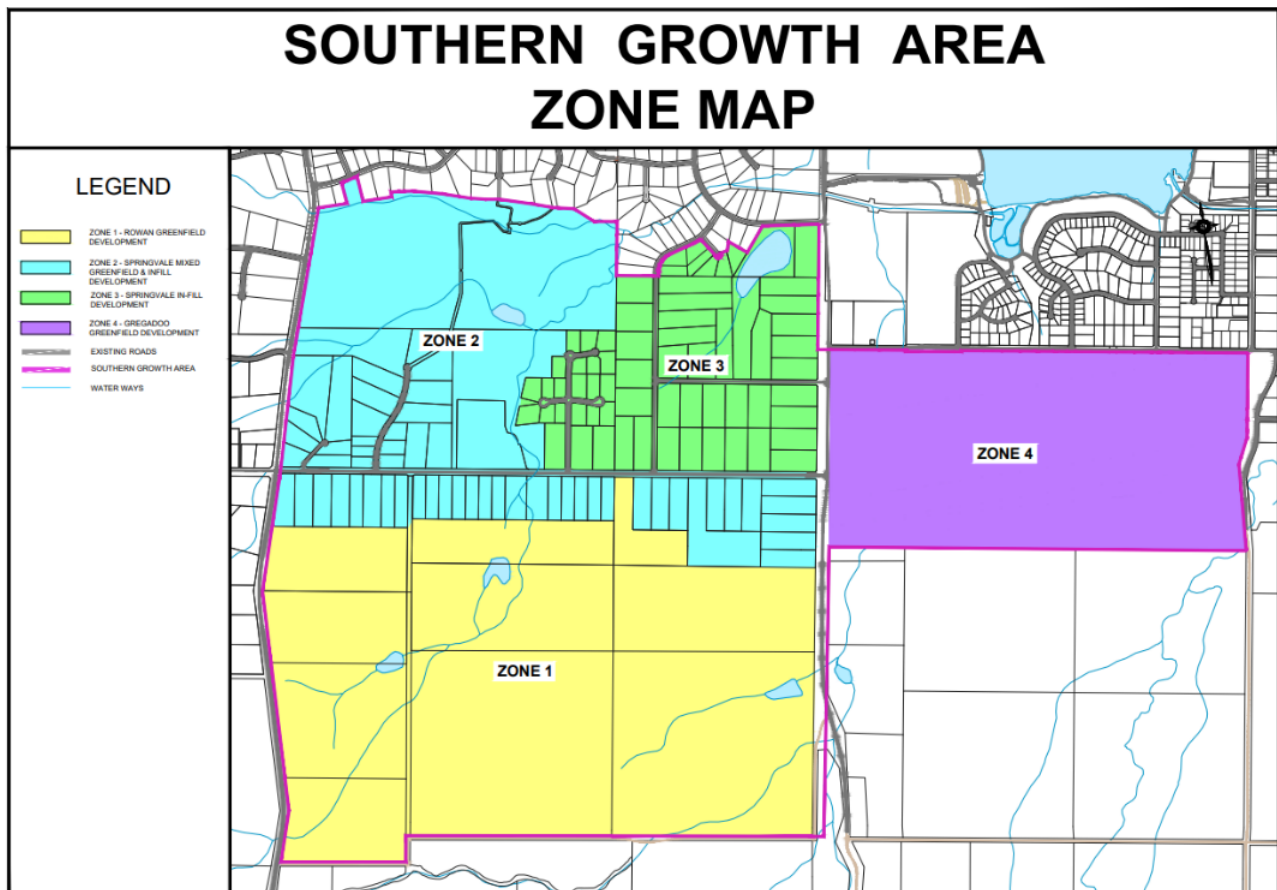 SOUTHERN GROWTH AREA
ZONE MAP
LEGEND
ZONE 1 - ROWAN GREENFIELD
DEVELOPMENT
ZONE 2 - SPRINGVALE MIXED
GREENFIELD & INFILL
DEVELOPMENT
ZONE 3 - SPRINGVALE IN-FILL
DEVELOPMENT
ZONE 4 - GREGADOO
GREENFIELD DEVELOPMENT
EXISTING ROADS
SOUTHERN GROWTH AREA
WATER WAYS
ZONE 2
ZONE 3
ZONE 4
ZONE 1